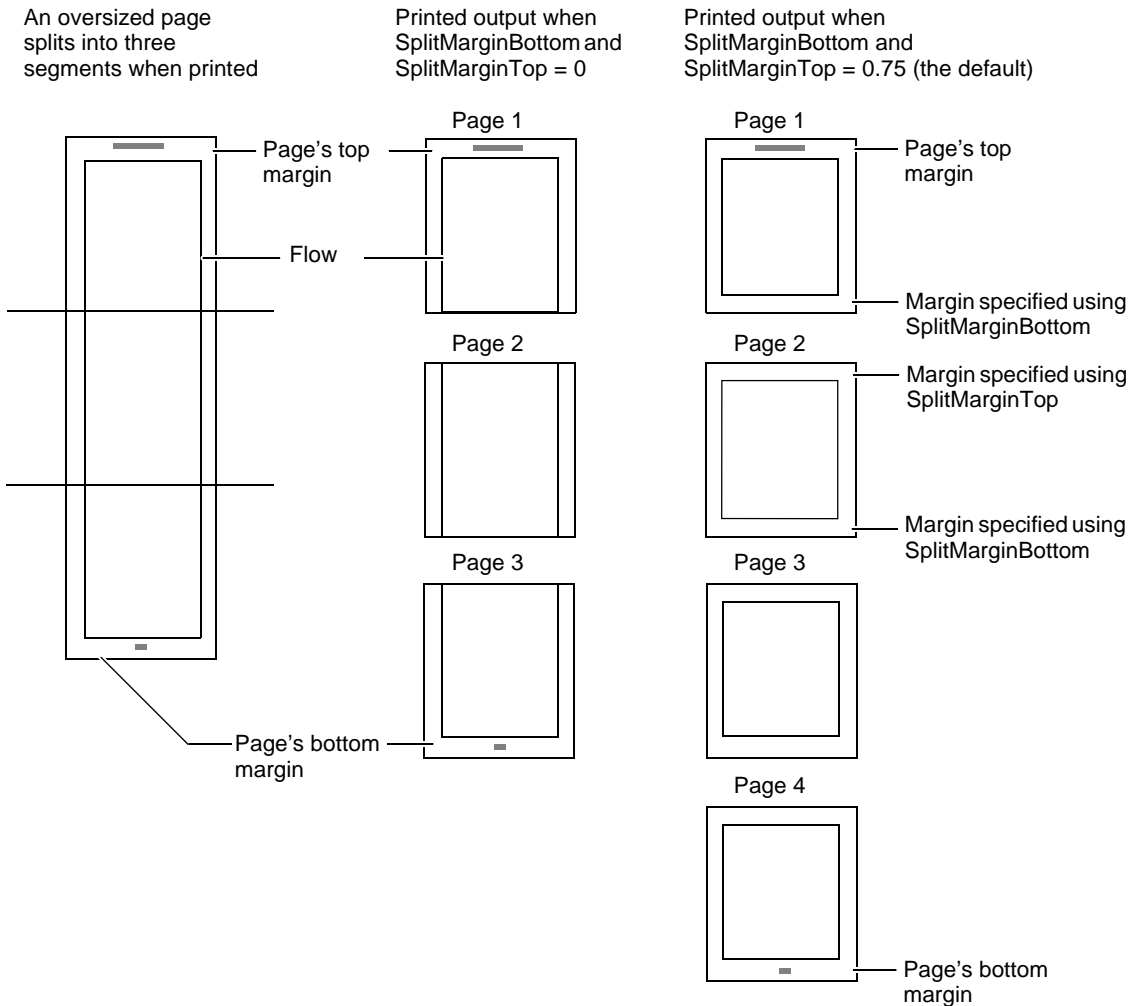 An oversized page
splits into three
segments when printed
Printed output when
SplitMarginBottom and
SplitMarginTop = 0
Printed output when
SplitMarginBottom and
SplitMarginTop = 0.75 (the default)
Page 1
Page 1
Page's top
margin
Page's top
margin
Flow
Margin specified using
SplitMarginBottom
Page 2
Page 2
Margin specified using
SplitMarginTop
Margin specified using
SplitMarginBottom
Page 3
Page 3
Page's bottom
margin
Page 4
Page's bottom
margin